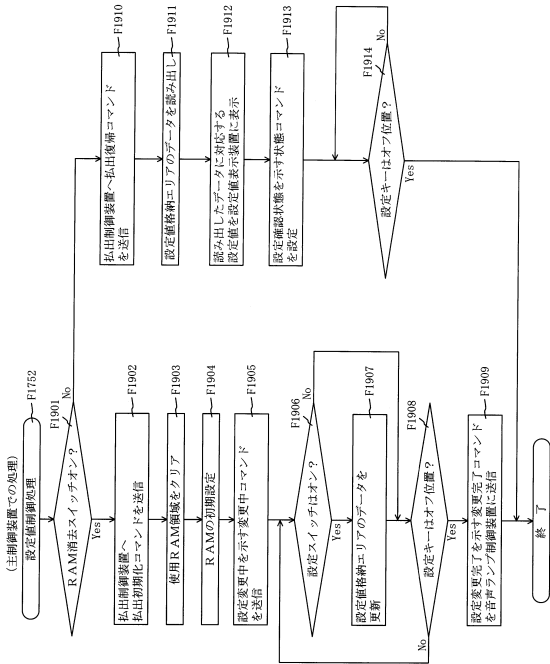 (主制御装置での処理)
設定値制御処理
F1752
RAM消去スイッチオン?
F1901
No
Yes
払出制御装置へ
払出初期化コマンドを送信
F1902
使用RAM領域をクリア
F1903
RAMの初期設定
F1904
設定変更中を示す変更中コマンド
を送信
F1905
設定スイッチはオン?
F1906
No
Yes
設定値格納エリアのデータを
更新
F1907
設定キーはオフ位置?
F1908
No
Yes
設定変更完了を示す変更完了コマンド
を音声ランプ制御装置に送信
F1909
終 了
払出制御装置へ払出復帰コマンド
を送信
F1910
設定値格納エリアのデータを読み出し
F1911
読み出したデータに対応する
設定値を設定値表示装置に表示
F1912
設定確認状態を示す状態コマンド
を設定
F1913
設定キーはオフ位置?
F1914
No
Yes